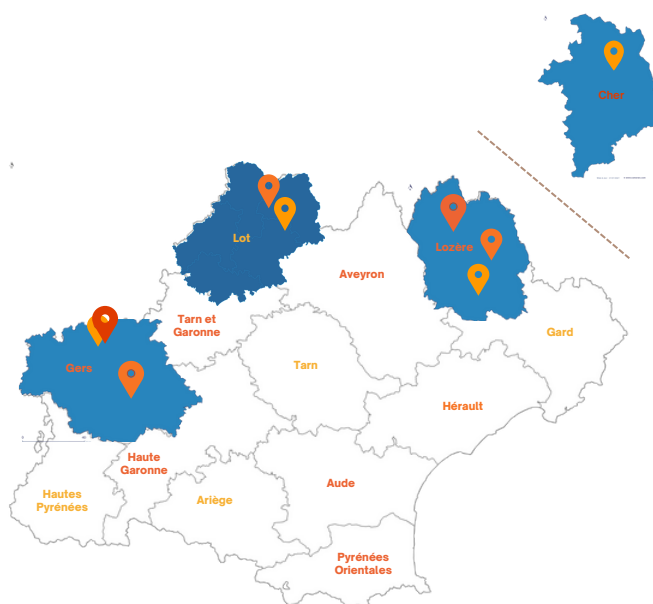 Cher
Lot
Lozère
Aveyron
Tarn et
Garonne
Gard
Gers
Tarn
Hérault
Haute
Garonne
Aude
Hautes
Pyrénées
Ariège
Pyrénées
Orientales